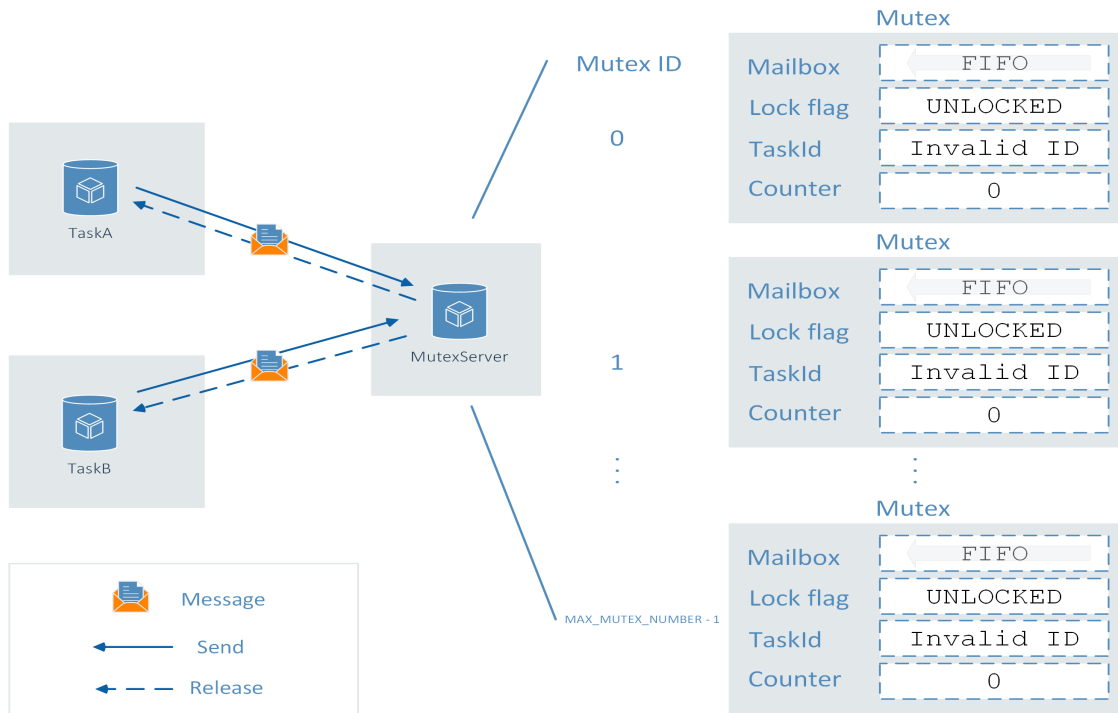 TaskA
TaskB
MutexServer
Message
Send
Release
Mutex ID
0
1
MAX_MUTEX_NUMBER - 1
Mutex
Mailbox FIFO
Lock flag UNLOCKED
TaskId Invalid ID
Counter 0
Mutex
Mailbox FIFO
Lock flag UNLOCKED
TaskId Invalid ID
Counter 0
Mutex
Mailbox FIFO
Lock flag UNLOCKED
TaskId Invalid ID
Counter 0